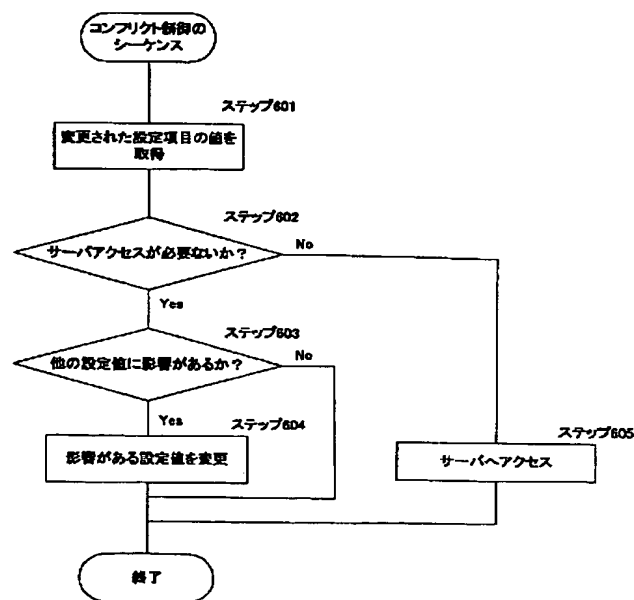 コンフリクト制御の
シーケンス
ステップ601
変更された設定項目の値を
取得
ステップ602
サーバアクセスが必要ないか？
No
Yes
ステップ603
他の設定値に影響があるか？
No
Yes
ステップ604
影響がある設定値を変更
ステップ605
サーバへアクセス
終了